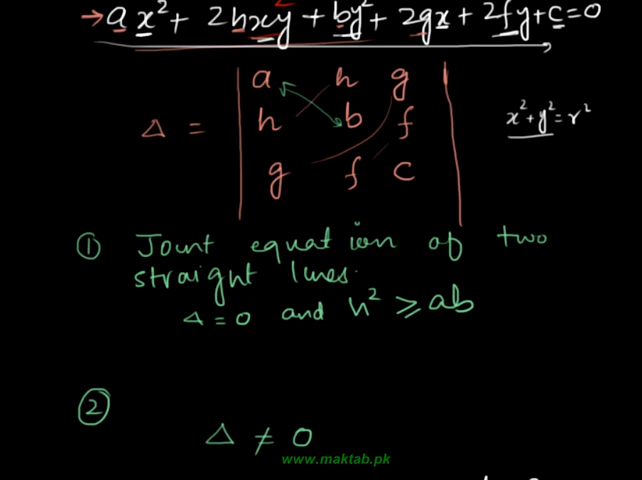 →ax²+ 2hxy + by²+ 2gx + 2fy+c=0
a h g
Δ = h b f
g f c
x²+y²=r²
① Joint equation of two
straight lines.
Δ = 0 and h² ⩾ ab
②
Δ ≠ 0
www.maktab.pk